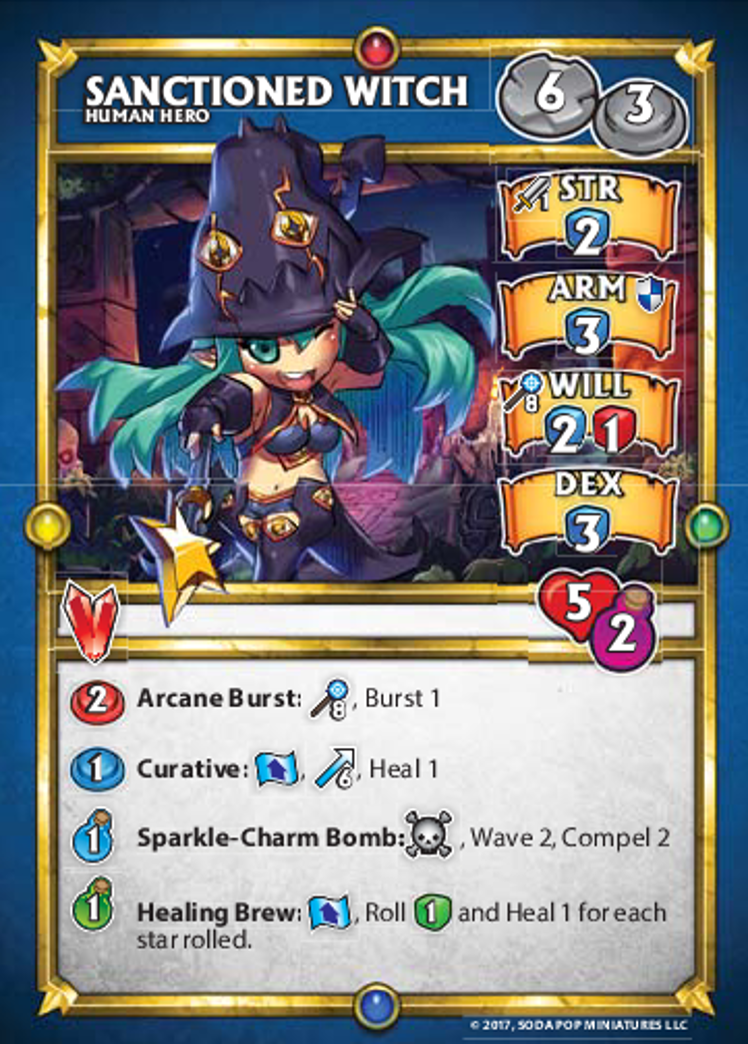 SANCTIONED WITCH
HUMAN HERO
6
3
STR
1
2
ARM
3
WILL
8
2 1
DEX
3
5
2
2 Arcane Burst: 8, Burst 1
1 Curative: , 6, Heal 1
1 Sparkle-Charm Bomb: , Wave 2, Compel 2
1 Healing Brew: , Roll 1 and Heal 1 for each
star rolled.
© 2017, SODA POP MINIATURES LLC